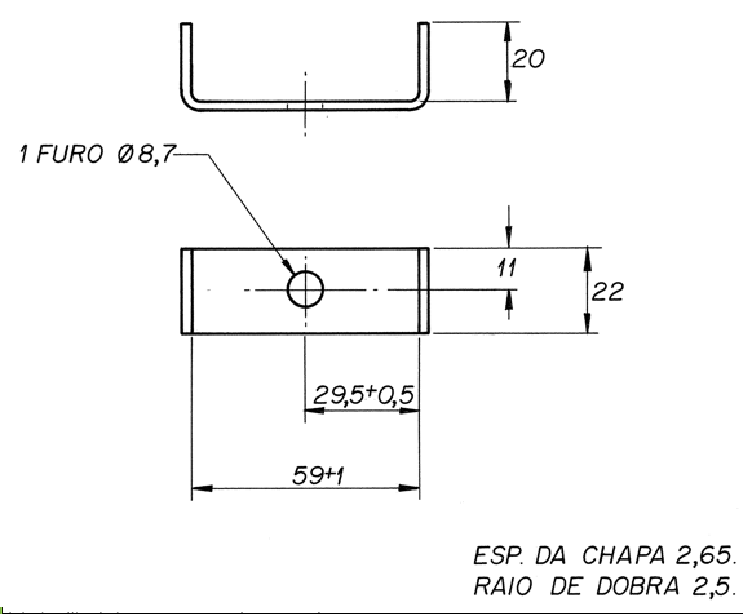 20
1 FURO Ø8,7
11
22
29,5+0,5
59+1
ESP. DA CHAPA 2,65.
RAIO DE DOBRA 2,5.